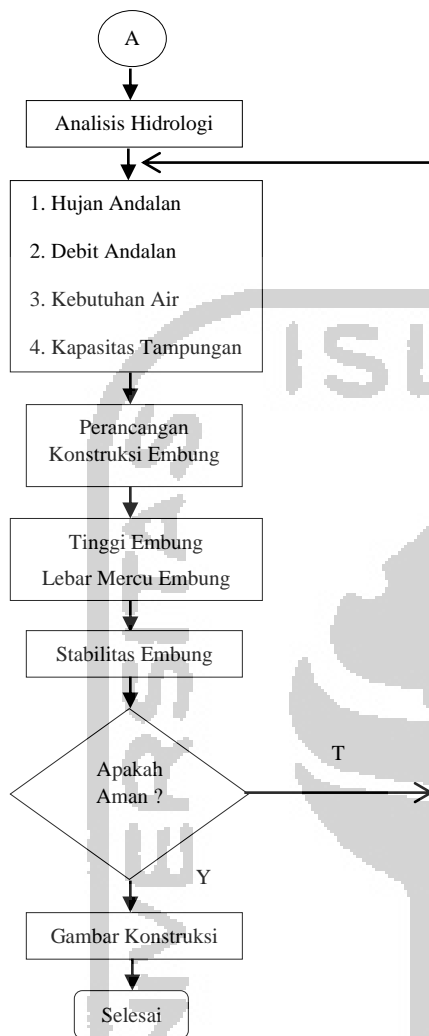 A
Analisis Hidrologi
1. Hujan Andalan
2. Debit Andalan
3. Kebutuhan Air
4. Kapasitas Tampungan
Perancangan
Konstruksi Embung
Tinggi Embung
Lebar Mercu Embung
Stabilitas Embung
Apakah
Aman ?
T
Y
Gambar Konstruksi
Selesai